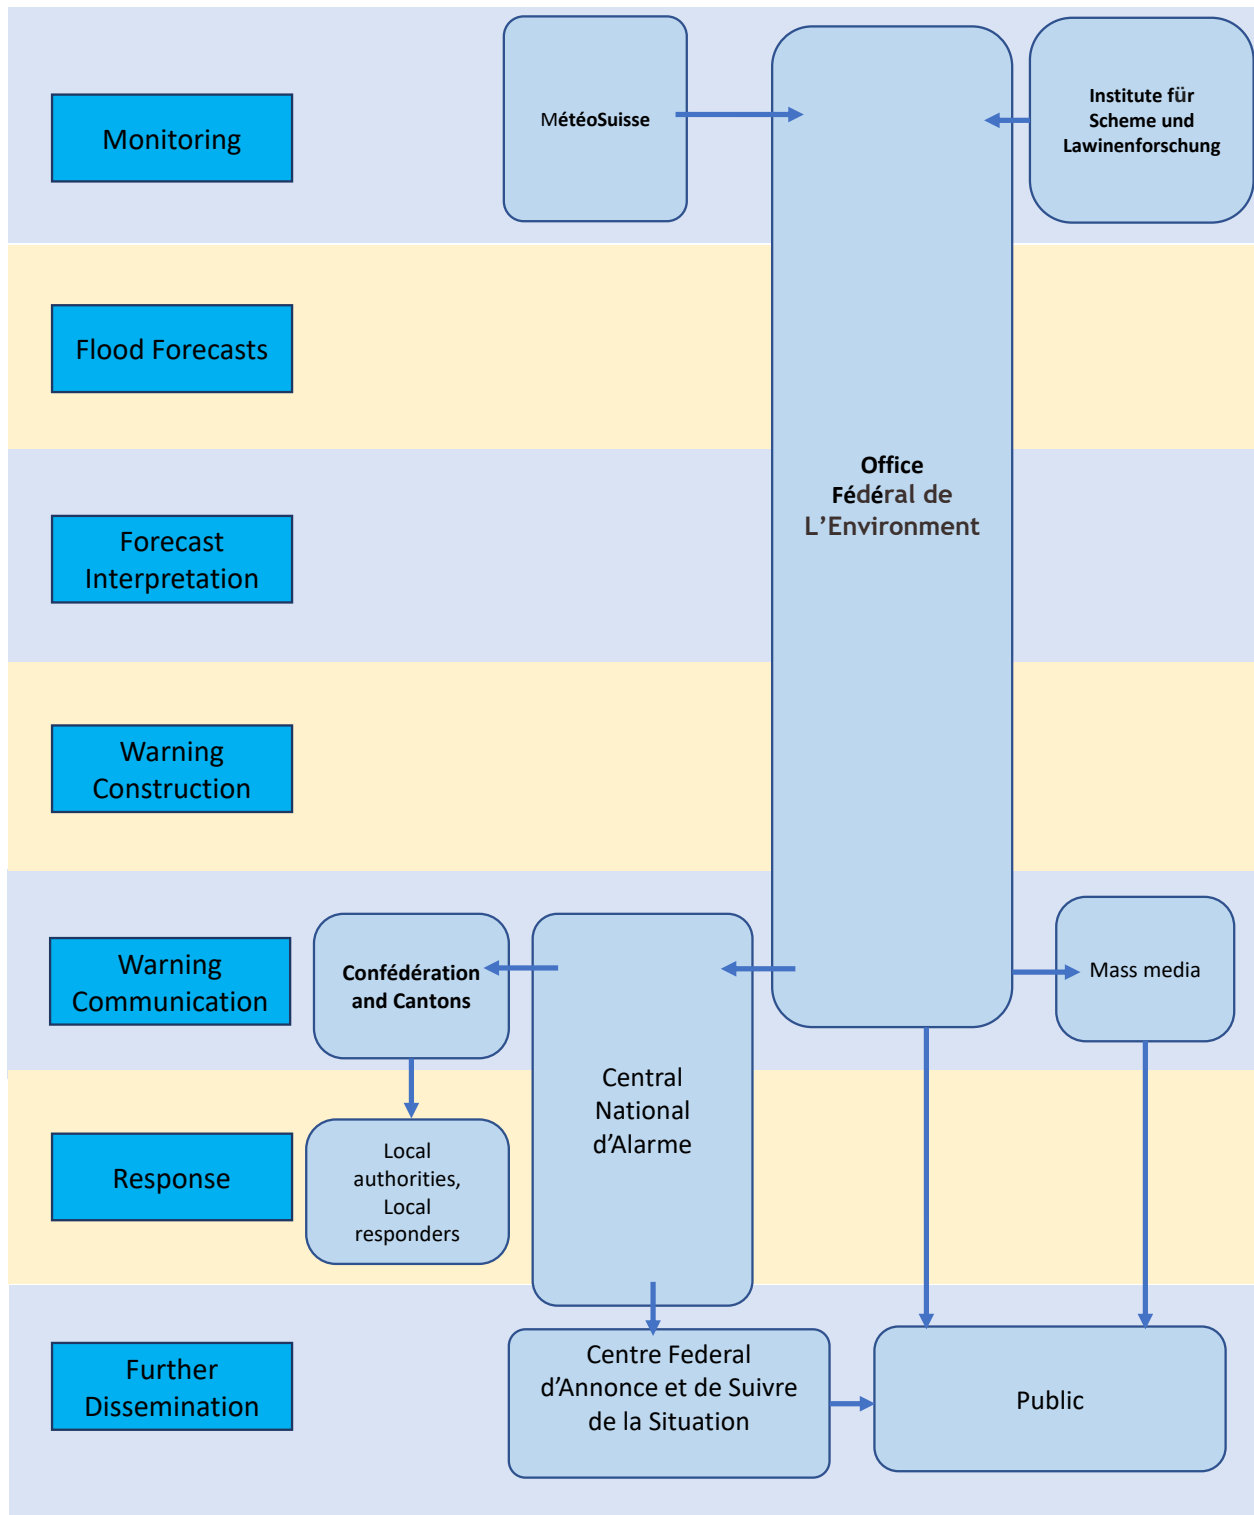 Monitoring
MétéoSuisse
Institute für
Scheme und
Lawinenforschung
Flood Forecasts
Office
Fédéral de
L’Environment
Forecast
Interpretation
Warning
Construction
Warning
Communication
Confédération
and Cantons
Mass media
Central
National
d’Alarme
Response
Local
authorities,
Local
responders
Further
Dissemination
Centre Federal
d’Annonce et de Suivre
de la Situation
Public